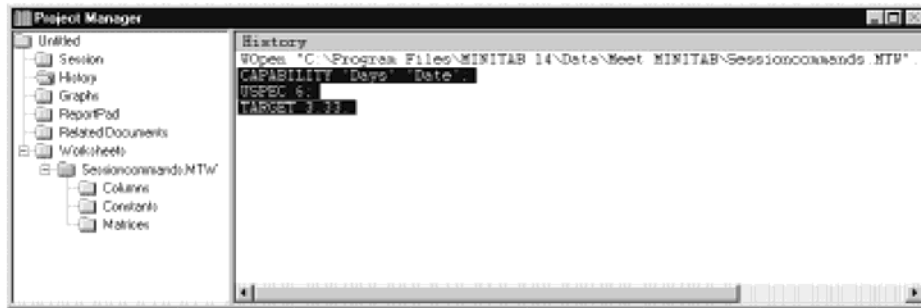 Project Manager
Untitled
Session
History
Graphs
ReportPad
Related Documents
Worksheets
Sessioncommands.MTW
Columns
Constants
Matrices
History
WOpen "C:\Program Files\MINITAB 14\Data\Meet MINITAB\Sessioncommands.MTW".
CAPABILITY 'Days' 'Date'.
USPEC 6.
TARGET 3.33.